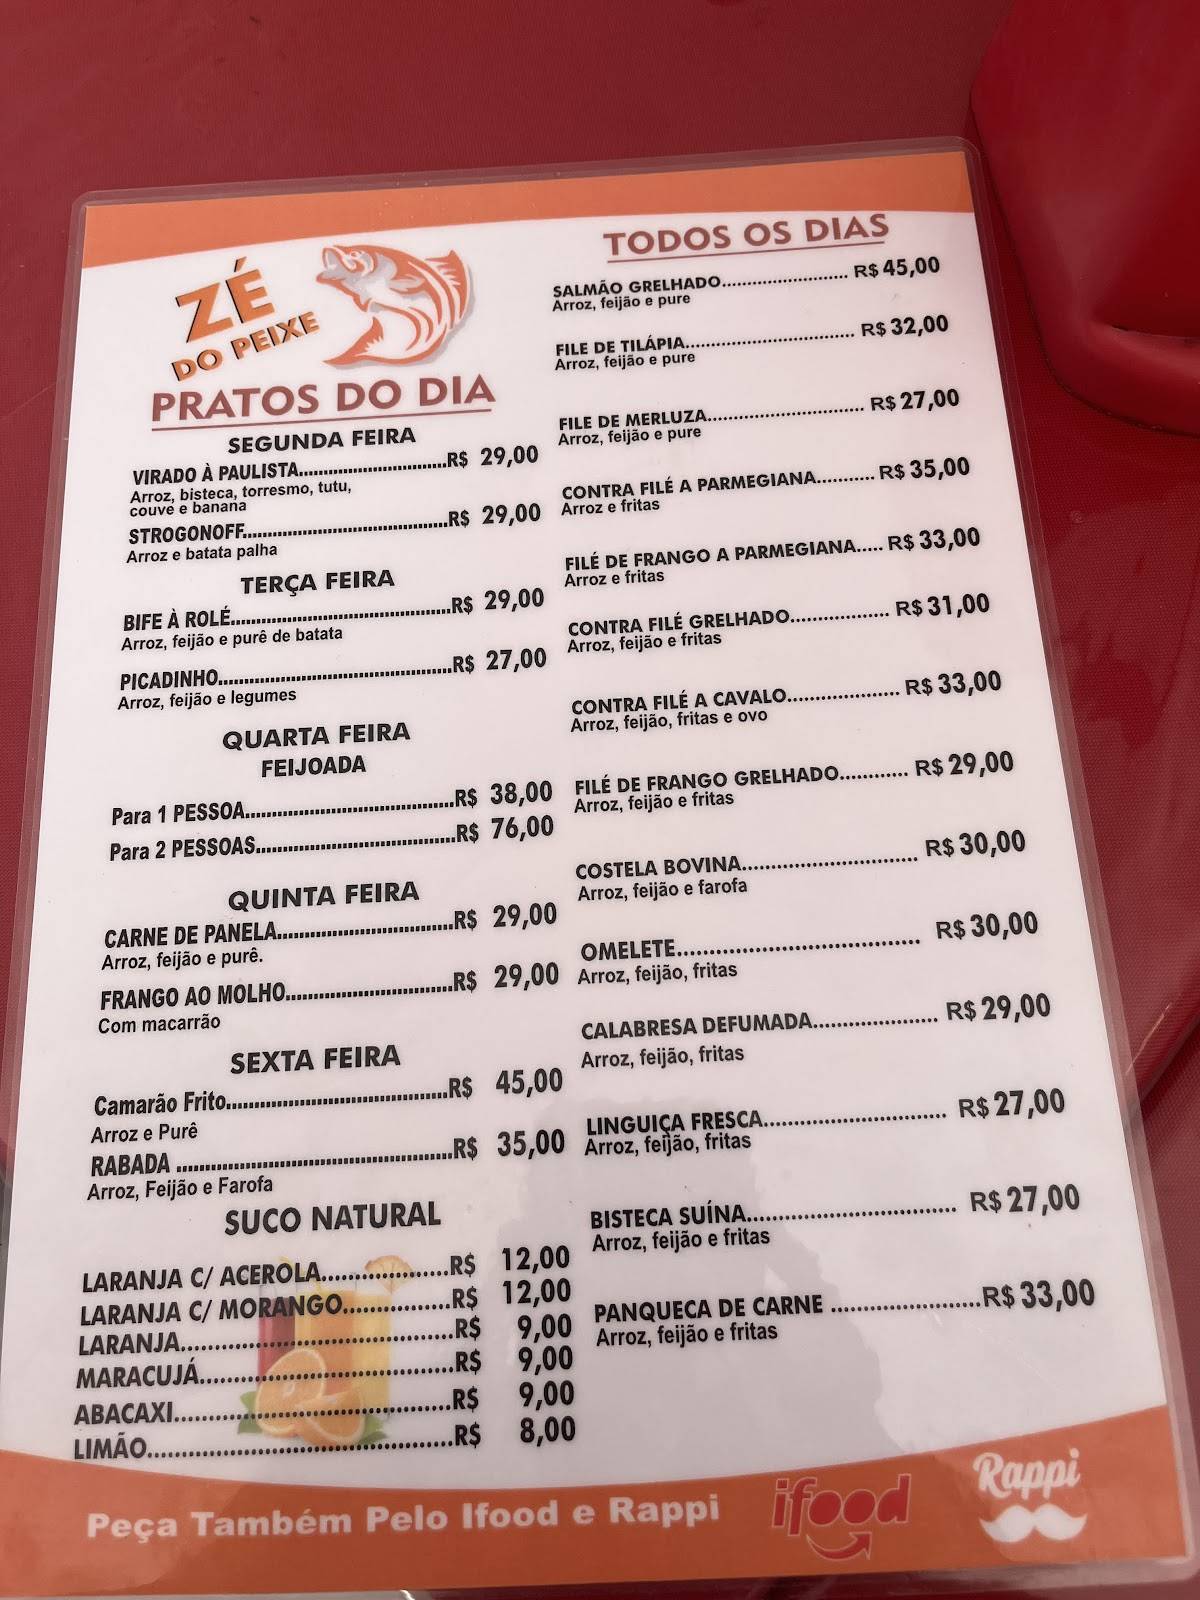 ZÉ
DO PEIXE
PRATOS DO DIA
SEGUNDA FEIRA
VIRADO À PAULISTA..............................R$ 29,00
Arroz, bisteca, torresmo, tutu,
couve e banana
STROGONOFF..........................................R$ 29,00
Arroz e batata palha
TERÇA FEIRA
BIFE À ROLÉ............................................R$ 29,00
Arroz, feijão e purê de batata
PICADINHO..............................................R$ 27,00
Arroz, feijão e legumes
QUARTA FEIRA
FEIJOADA
Para 1 PESSOA..........................................R$ 38,00
Para 2 PESSOAS........................................R$ 76,00
QUINTA FEIRA
CARNE DE PANELA....................................R$ 29,00
Arroz, feijão e purê.
FRANGO AO MOLHO..................................R$ 29,00
Com macarrão
SEXTA FEIRA
Camarão Frito............................................R$ 45,00
Arroz e Purê
RABADA ......................................................R$ 35,00
Arroz, Feijão e Farofa
SUCO NATURAL
LARANJA C/ ACEROLA...................R$ 12,00
LARANJA C/ MORANGO................R$ 12,00
LARANJA........................................R$ 9,00
MARACUJÁ.....................................R$ 9,00
ABACAXI.........................................R$ 9,00
LIMÃO.............................................R$ 8,00
TODOS OS DIAS
SALMÃO GRELHADO.......................... R$ 45,00
Arroz, feijão e pure
FILE DE TILÁPIA................................... R$ 32,00
Arroz, feijão e pure
FILE DE MERLUZA................................ R$ 27,00
Arroz, feijão e pure
CONTRA FILÉ A PARMEGIANA........... R$ 35,00
Arroz e fritas
FILÉ DE FRANGO A PARMEGIANA..... R$ 33,00
Arroz e fritas
CONTRA FILÉ GRELHADO.................. R$ 31,00
Arroz, feijão e fritas
CONTRA FILÉ A CAVALO.................... R$ 33,00
Arroz, feijão, fritas e ovo
FILÉ DE FRANGO GRELHADO............ R$ 29,00
Arroz, feijão e fritas
COSTELA BOVINA............................... R$ 30,00
Arroz, feijão e farofa
OMELETE........................................... R$ 30,00
Arroz, feijão, fritas
CALABRESA DEFUMADA..................... R$ 29,00
Arroz, feijão, fritas
LINGUIÇA FRESCA............................... R$ 27,00
Arroz, feijão, fritas
BISTECA SUÍNA................................... R$ 27,00
Arroz, feijão e fritas
PANQUECA DE CARNE ......................R$ 33,00
Arroz, feijão e fritas
Peça Também Pelo Ifood e Rappi
ifood
Rappi